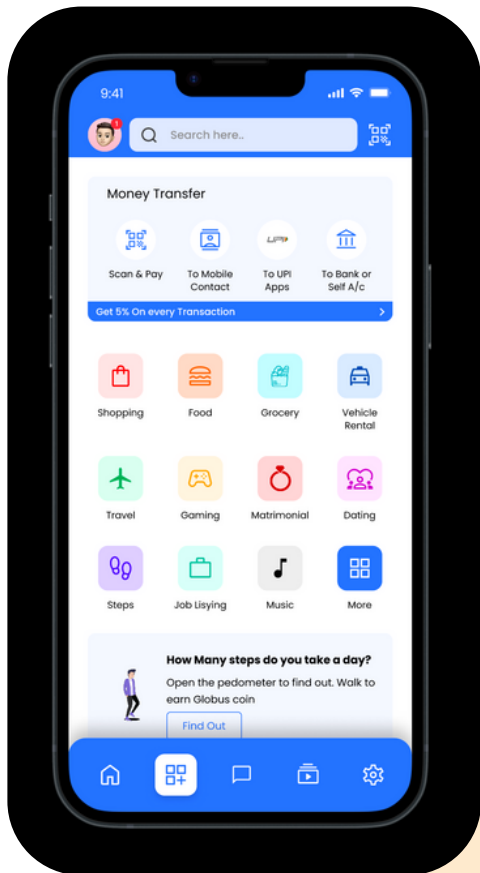 9:41
1
Search here..
Money Transfer
Scan & Pay
To Mobile
Contact
To UPI
Apps
To Bank or
Self A/c
UPI
Get 5% On every Transaction
Shopping
Food
Grocery
Vehicle
Rental
Travel
Gaming
Matrimonial
Dating
Steps
Job Lisying
Music
More
How Many steps do you take a day?
Open the pedometer to find out. Walk to
earn Globus coin
Find Out